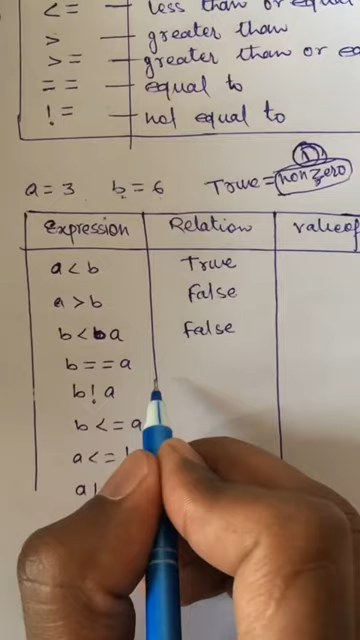 <= — less than or equal
> — greater than
>= — greater than or eq
== — equal to
!= — not equal to
a = 3 b = 6 True = non zero
Expression Relation value of
a < b True
a > b False
b < a False
b == a
b ! a
b <= a
a <=
a